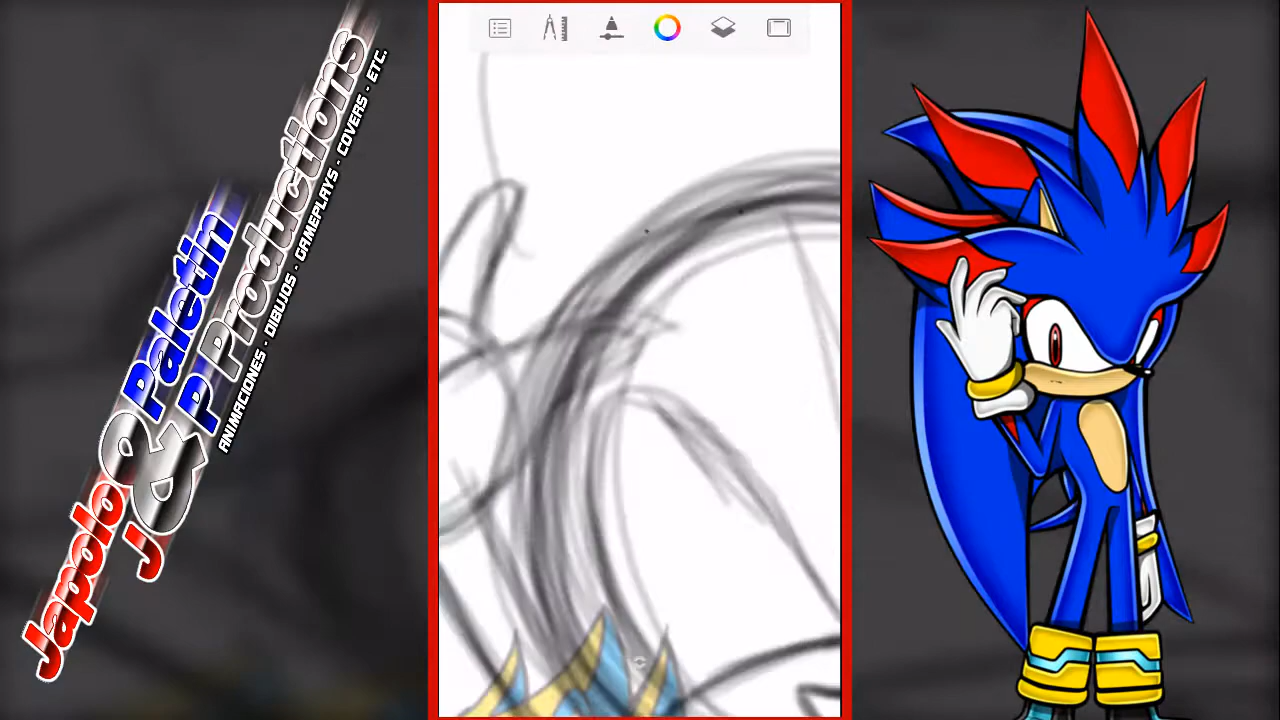 Japolo&Paletin
J&P Productions
ANIMACIONES - DIBUJOS - GAMEPLAYS - COVERS - ETC.